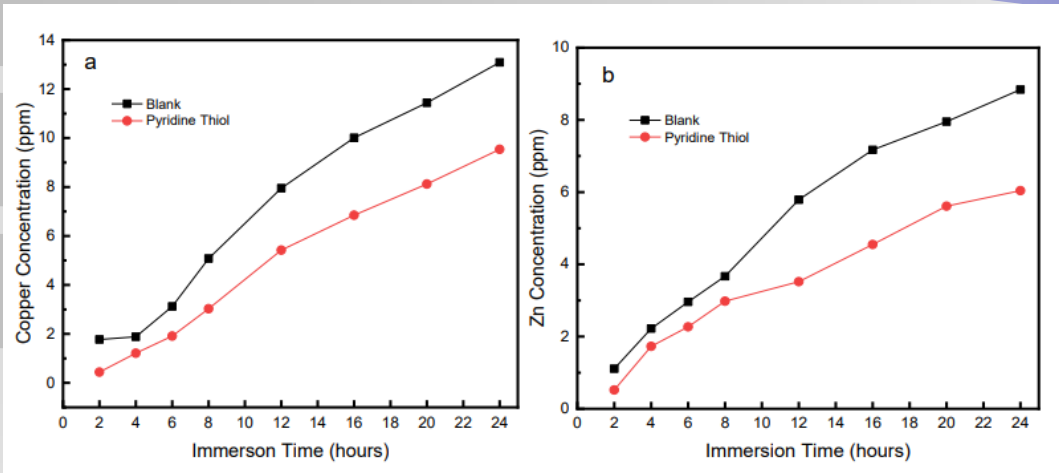 a
Blank
Pyridine Thiol
Copper Concentration (ppm)
14
12
10
8
6
4
2
0
0 2 4 6 8 10 12 14 16 18 20 22 24
Immerson Time (hours)
b
Blank
Pyridine Thiol
Zn Concentration (ppm)
10
8
6
4
2
0
0 2 4 6 8 10 12 14 16 18 20 22 24
Immersion Time (hours)